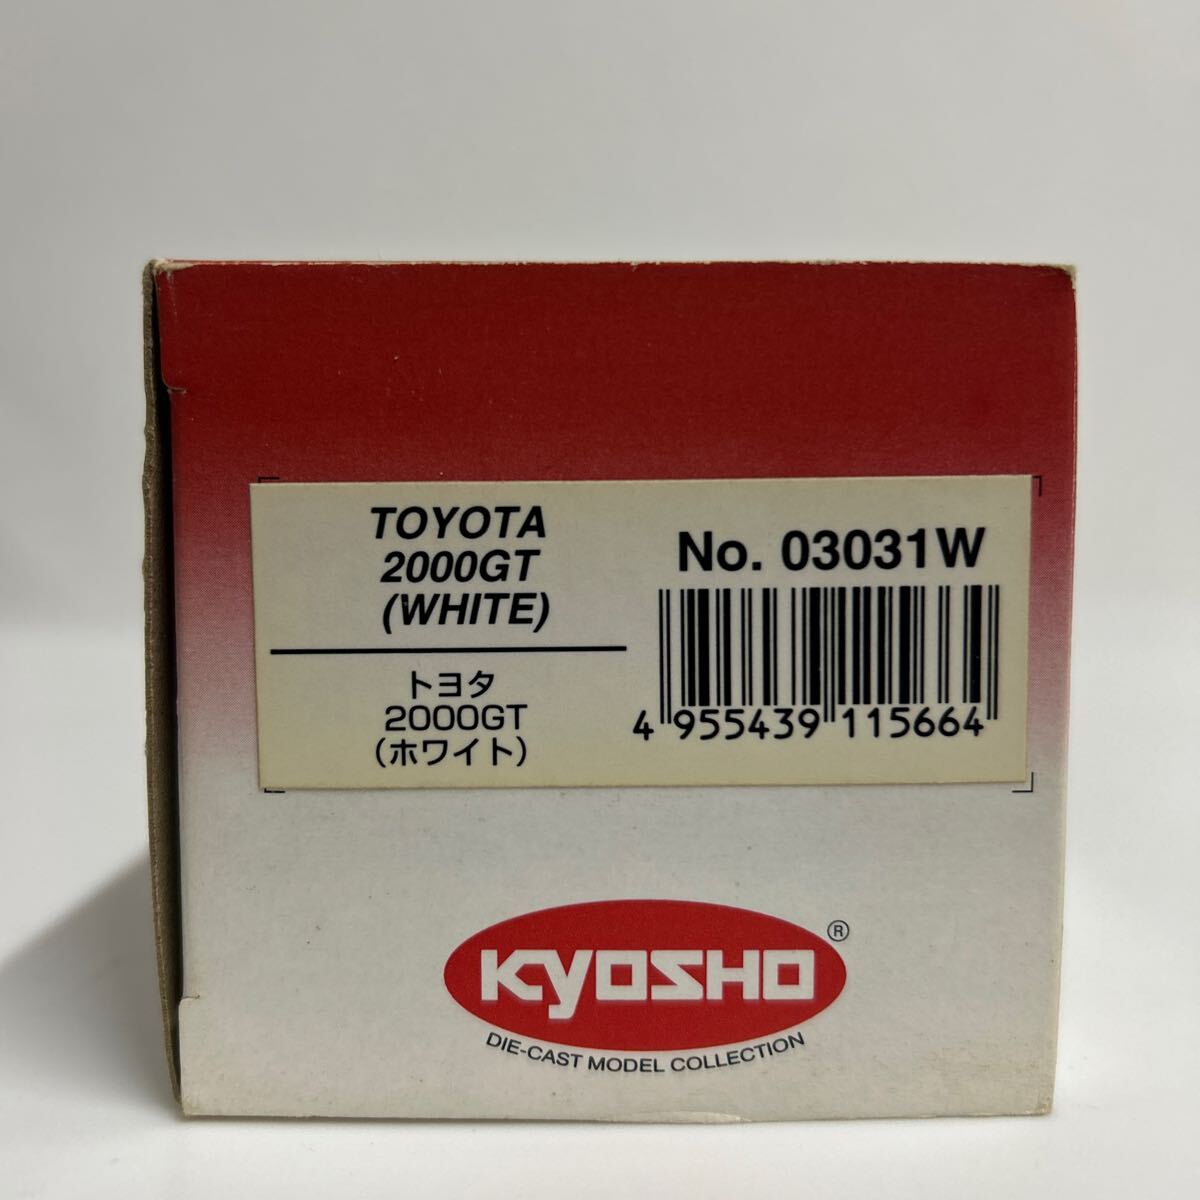 TOYOTA
2000GT
(WHITE)
トヨタ
2000GT
(ホワイト)
No. 03031W
4 955439 115664
KYOSHO ®
DIE-CAST MODEL COLLECTION